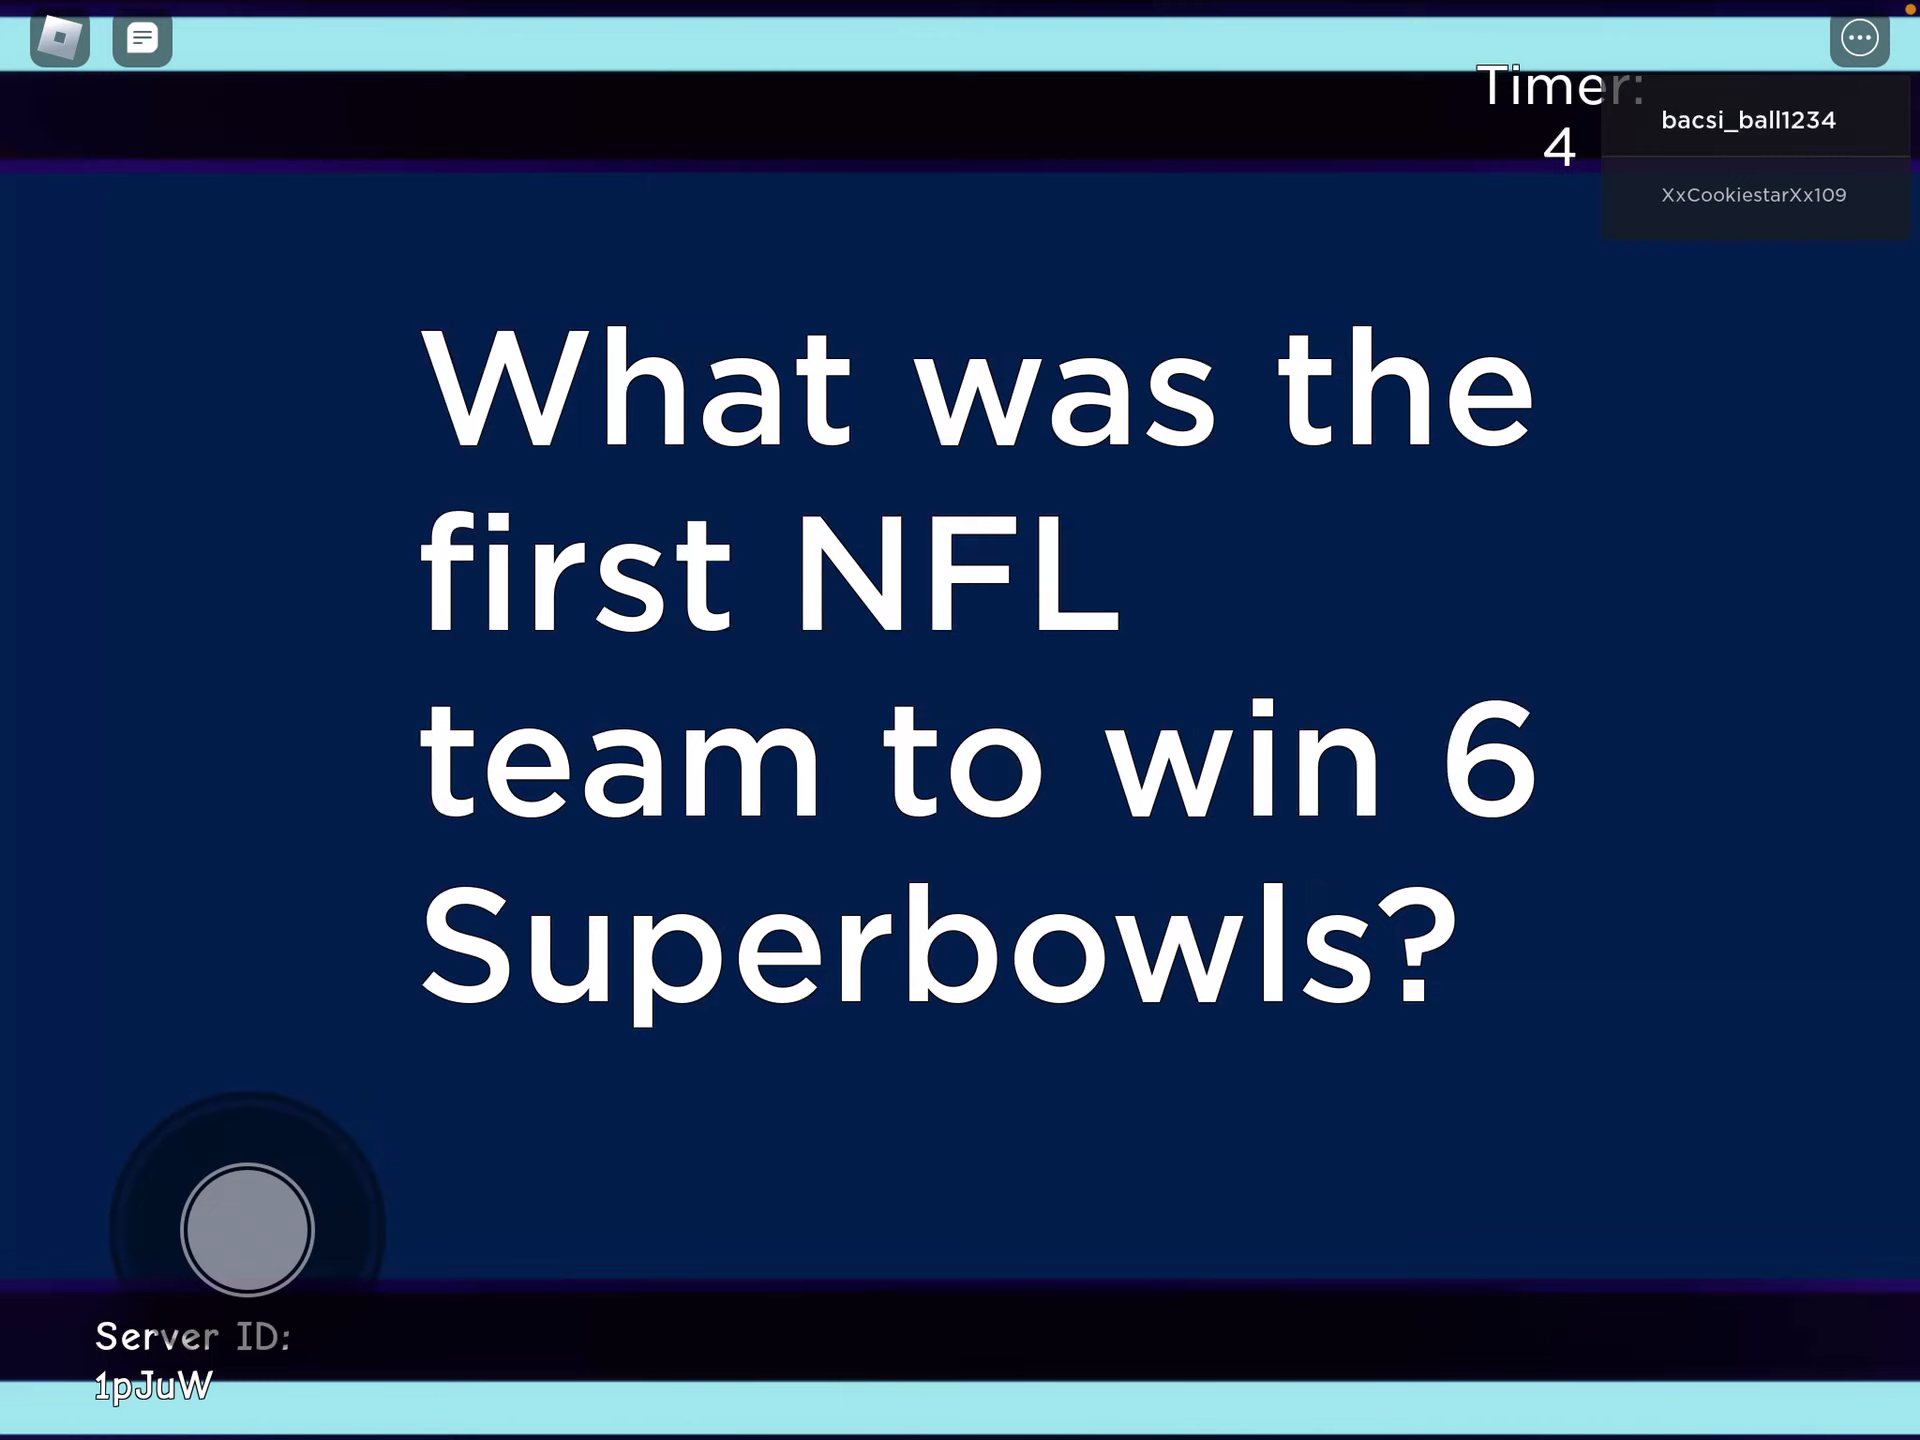 Timer:
4
bacsi_ball1234
XxCookiestarXx109
What was the
first NFL
team to win 6
Superbowls?
Server ID:
1pJuW